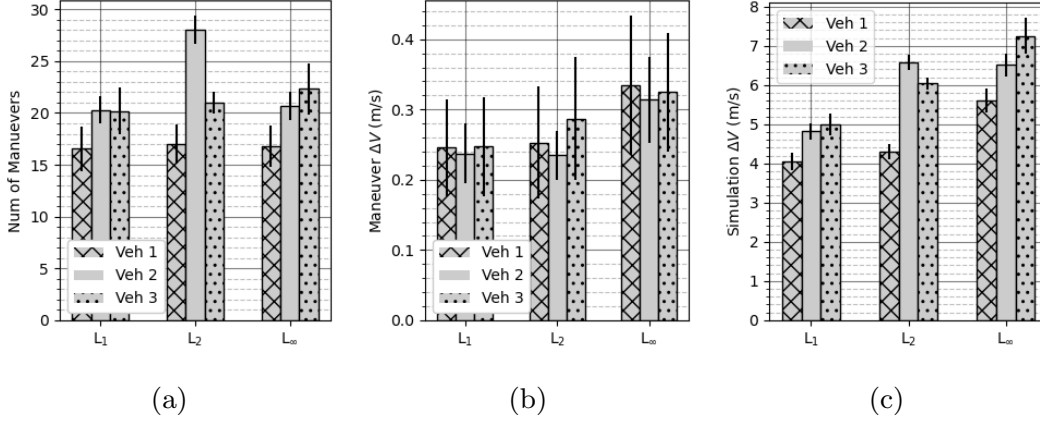 30
25
20
15
10
5
0
Num of Manuevers
Veh 1
Veh 2
Veh 3
L₁
L₂
L∞
(a)
0.4
0.3
0.2
0.1
0.0
Maneuver ΔV (m/s)
Veh 1
Veh 2
Veh 3
L₁
L₂
L∞
(b)
8
7
6
5
4
3
2
1
0
Simulation ΔV (m/s)
Veh 1
Veh 2
Veh 3
L₁
L₂
L∞
(c)